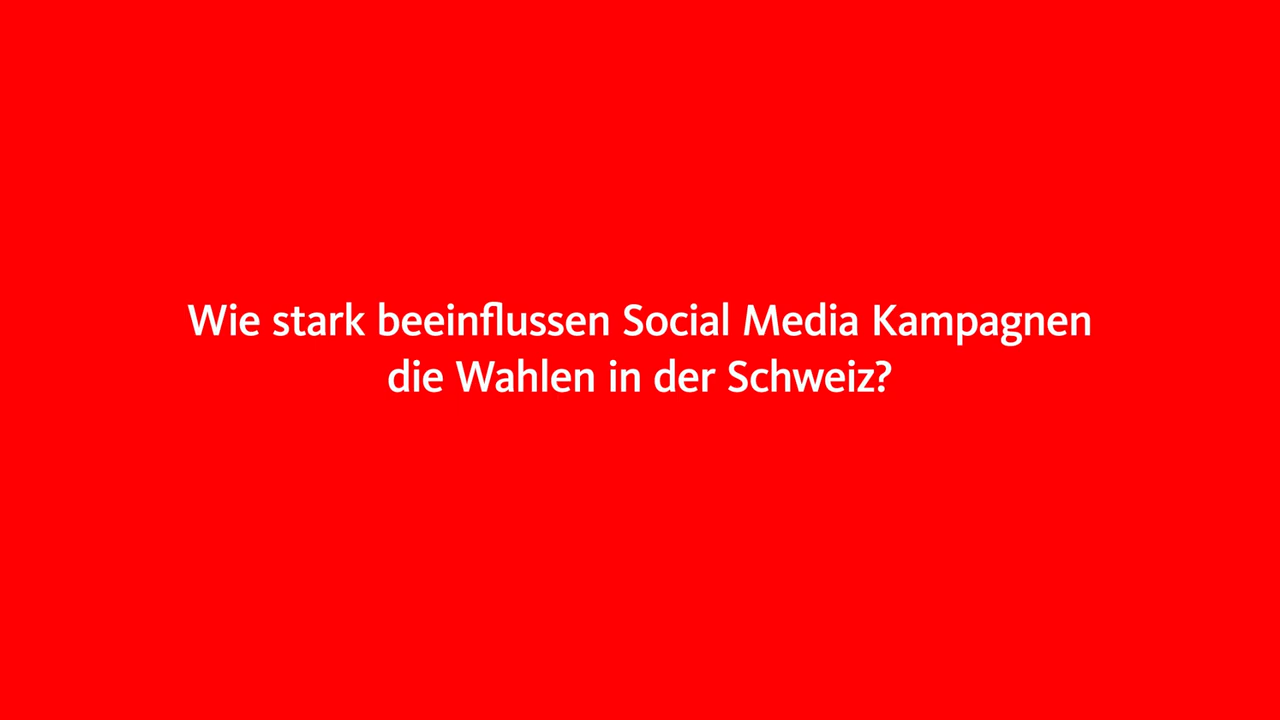 Wie stark beeinflussen Social Media Kampagnen
die Wahlen in der Schweiz?